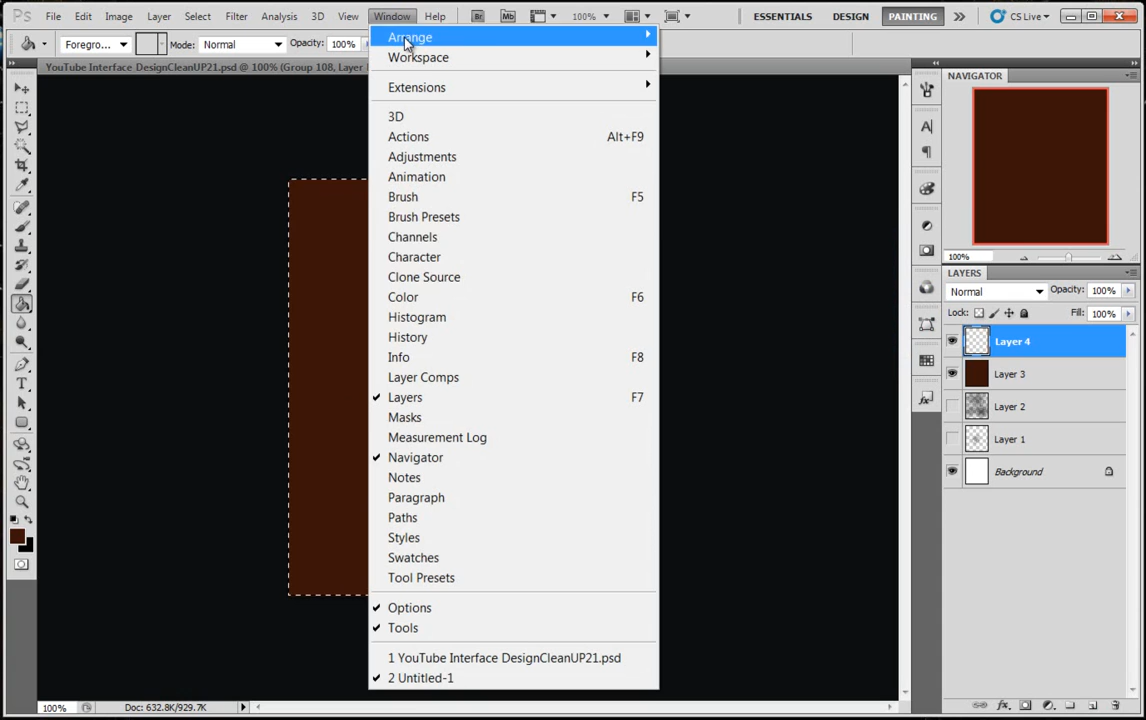 Ps File Edit Image Layer Select Filter Analysis 3D View Window Help Br Mb 100% ESSENTIALS DESIGN PAINTING CS Live
Foregro... Mode: Normal Opacity: 100%
YouTube Interface DesignCleanUP21.psd @ 100% (Group 108, Layer
Arrange
Workspace
Extensions
3D
Actions Alt+F9
Adjustments
Animation
Brush F5
Brush Presets
Channels
Character
Clone Source
Color F6
Histogram
History
Info F8
Layer Comps
Layers F7
Masks
Measurement Log
Navigator
Notes
Paragraph
Paths
Styles
Swatches
Tool Presets
Options
Tools
1 YouTube Interface DesignCleanUP21.psd
2 Untitled-1
NAVIGATOR
100%
LAYERS
Normal Opacity: 100%
Lock: Fill: 100%
Layer 4
Layer 3
Layer 2
Layer 1
Background
100% Doc: 632.8K/929.7K